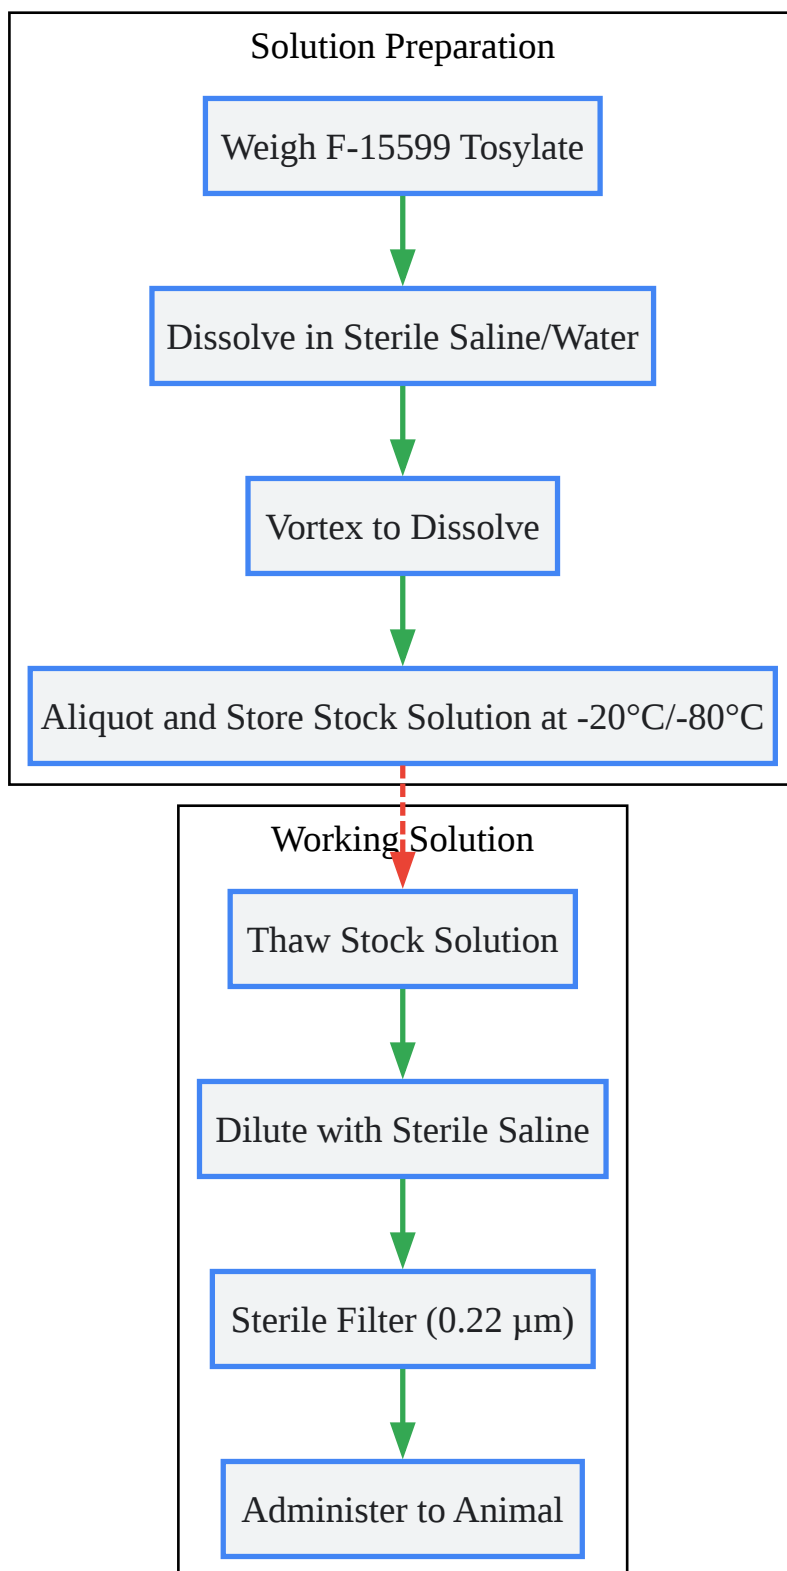 Solution Preparation
Weigh F-15599 Tosylate
Dissolve in Sterile Saline/Water
Vortex to Dissolve
Aliquot and Store Stock Solution at -20°C/-80°C
Working Solution
Thaw Stock Solution
Dilute with Sterile Saline
Sterile Filter (0.22 µm)
Administer to Animal